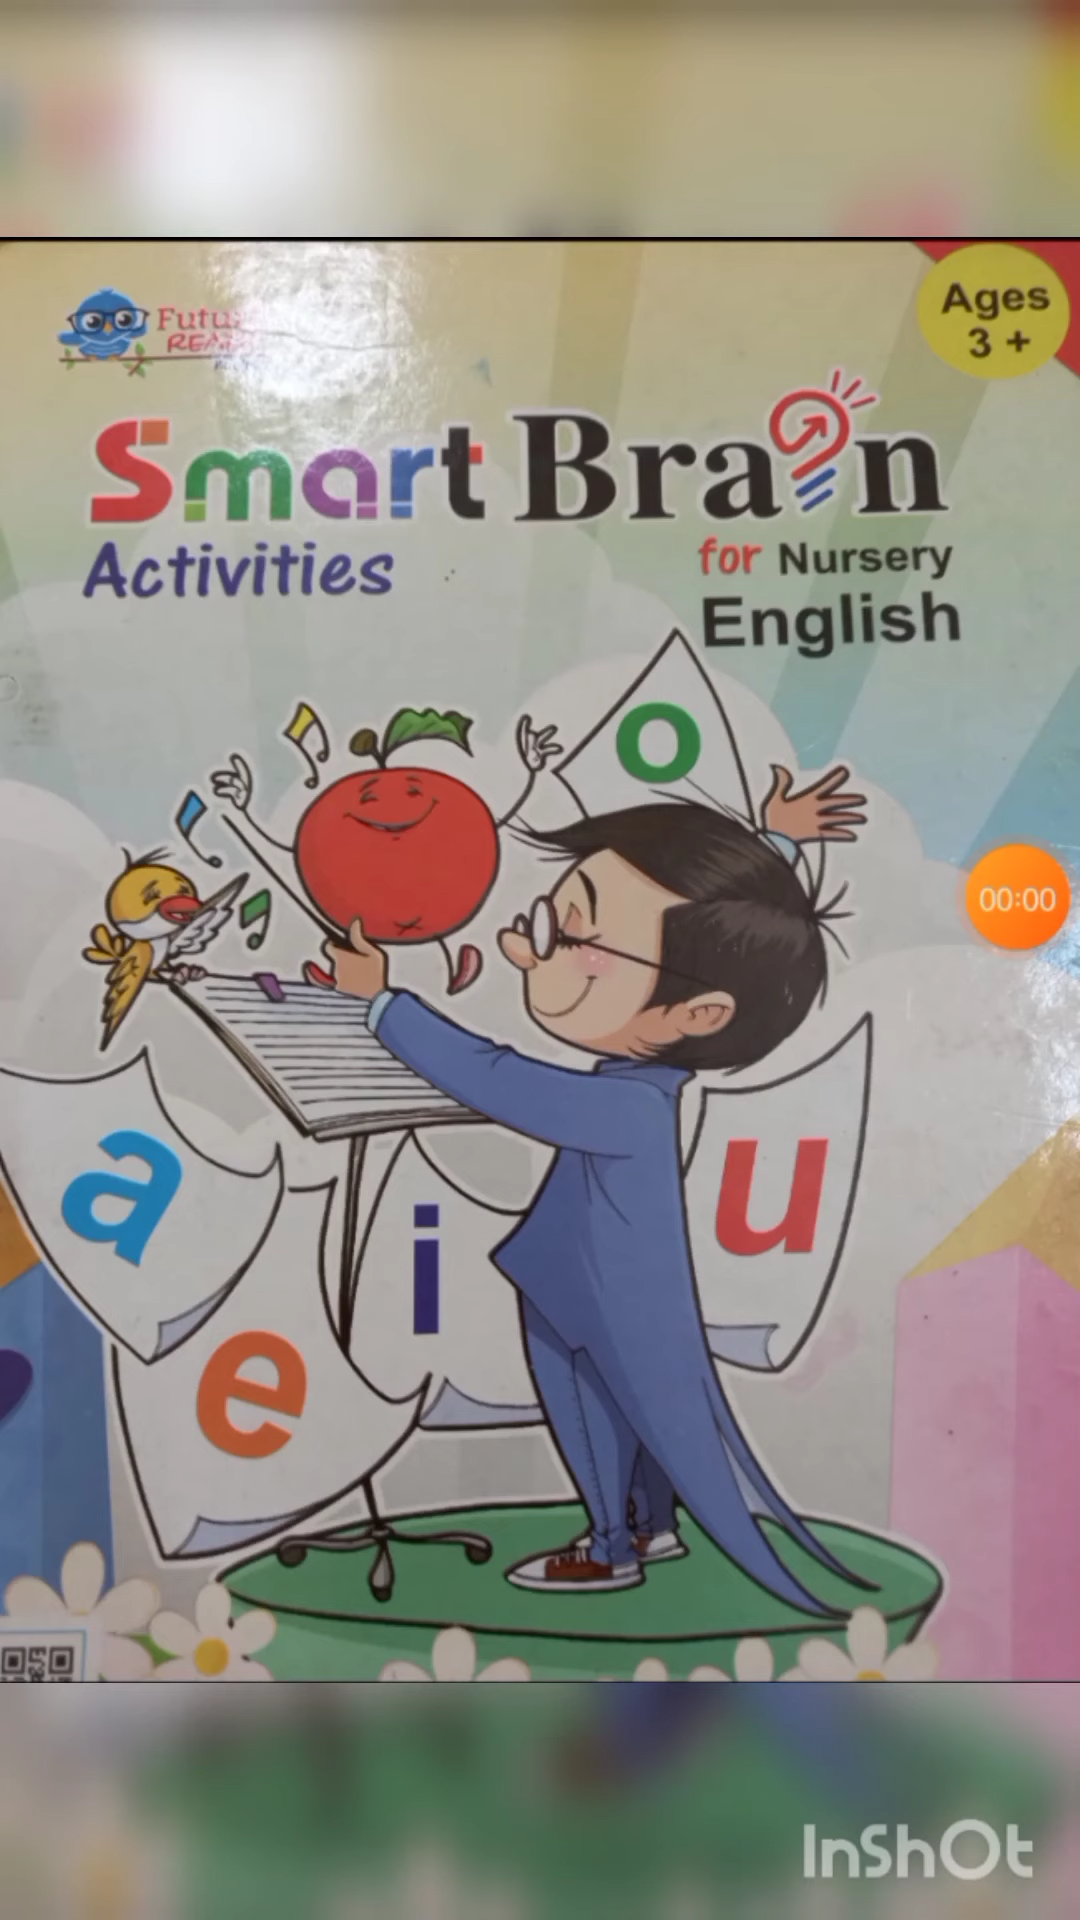 Ages
3 +
Smart Brain
Activities
for Nursery
English
o
00:00
a
i
u
e
InShOt